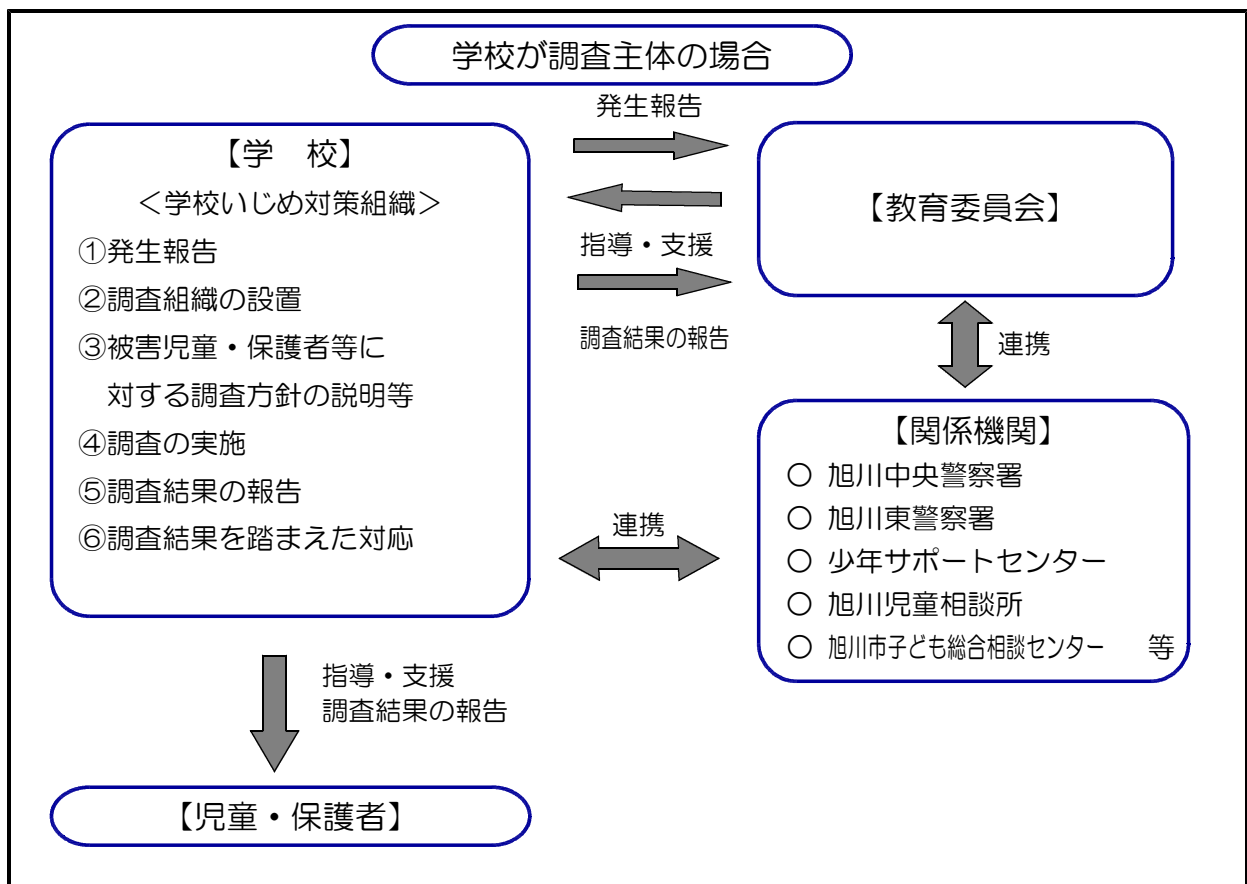 学校が調査主体の場合
発生報告
【学　校】
＜学校いじめ対策組織＞
①発生報告
②調査組織の設置
③被害児童・保護者等に
対する調査方針の説明等
④調査の実施
⑤調査結果の報告
⑥調査結果を踏まえた対応
指導・支援
調査結果の報告
【教育委員会】
連携
【関係機関】
○ 旭川中央警察署
○ 旭川東警察署
○ 少年サポートセンター
○ 旭川児童相談所
○ 旭川市子ども総合相談センター　等
連携
指導・支援
調査結果の報告
【児童・保護者】